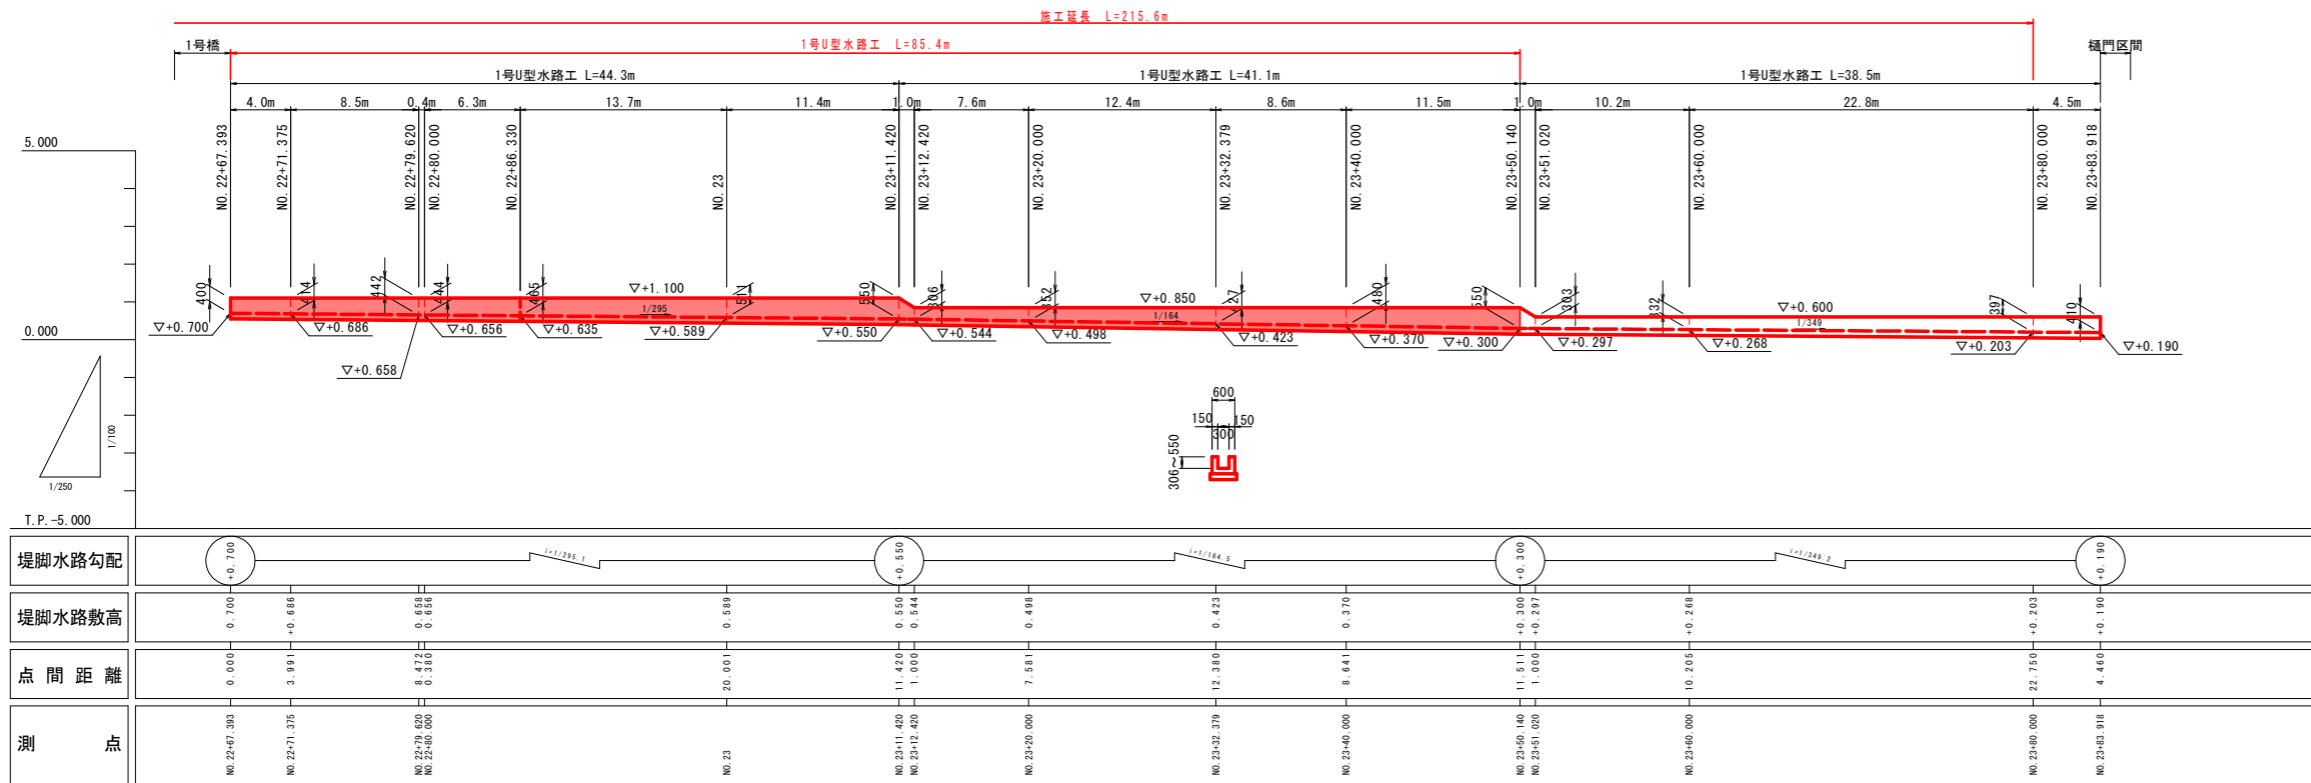 施工延長 L=215.6m
1号橋
1号U型水路工 L=85.4m
樋門区間
1号U型水路工 L=44.3m
1号U型水路工 L=41.1m
1号U型水路工 L=38.5m
4.0m
8.5m
0.4m
6.3m
13.7m
11.4m
1.0m
7.6m
12.4m
8.6m
11.5m
1.0m
10.2m
22.8m
4.5m
NO.22+67.393
NO.22+71.375
NO.22+79.620
NO.22+80.000
NO.22+86.330
NO.23
NO.23+11.420
NO.23+12.420
NO.23+20.000
NO.23+32.379
NO.23+40.000
NO.23+50.140
NO.23+51.020
NO.23+60.000
NO.23+80.000
NO.23+83.918
5.000
0.000
T.P.-5.000
1/100
1/250
400
414
442
444
465
511
550
306
352
427
480
550
303
332
397
410
▽+1.100
▽+0.850
▽+0.600
1/295
1/164
1/349
▽+0.700
▽+0.686
▽+0.658
▽+0.656
▽+0.635
▽+0.589
▽+0.550
▽+0.544
▽+0.498
▽+0.423
▽+0.370
▽+0.300
▽+0.297
▽+0.268
▽+0.203
▽+0.190
600
150
150
300
306~550
堤脚水路勾配
+0.700
i=1/295.1
+0.550
i=1/164.5
+0.300
i=1/349.2
+0.190
堤脚水路敷高
0.700
+0.686
0.658
0.656
0.589
0.550
0.544
0.498
0.423
0.370
+0.300
+0.297
+0.268
+0.203
+0.190
点間距離
0.000
3.991
8.472
0.380
20.001
11.420
1.000
7.581
12.380
8.641
11.511
1.000
10.205
22.750
4.460
測点
NO.22+67.393
NO.22+71.375
NO.22+79.620
NO.22+80.000
NO.23
NO.23+11.420
NO.23+12.420
NO.23+20.000
NO.23+32.379
NO.23+40.000
NO.23+50.140
NO.23+51.020
NO.23+60.000
NO.23+80.000
NO.23+83.918